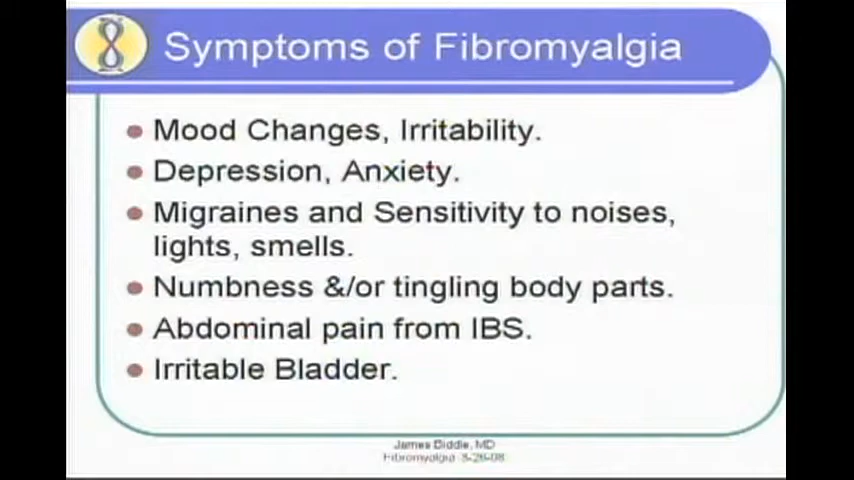 Symptoms of Fibromyalgia
Mood Changes, Irritability.
Depression, Anxiety.
Migraines and Sensitivity to noises,
lights, smells.
Numbness &/or tingling body parts.
Abdominal pain from IBS.
Irritable Bladder.
James Biddle, MD
Fibromyalgia